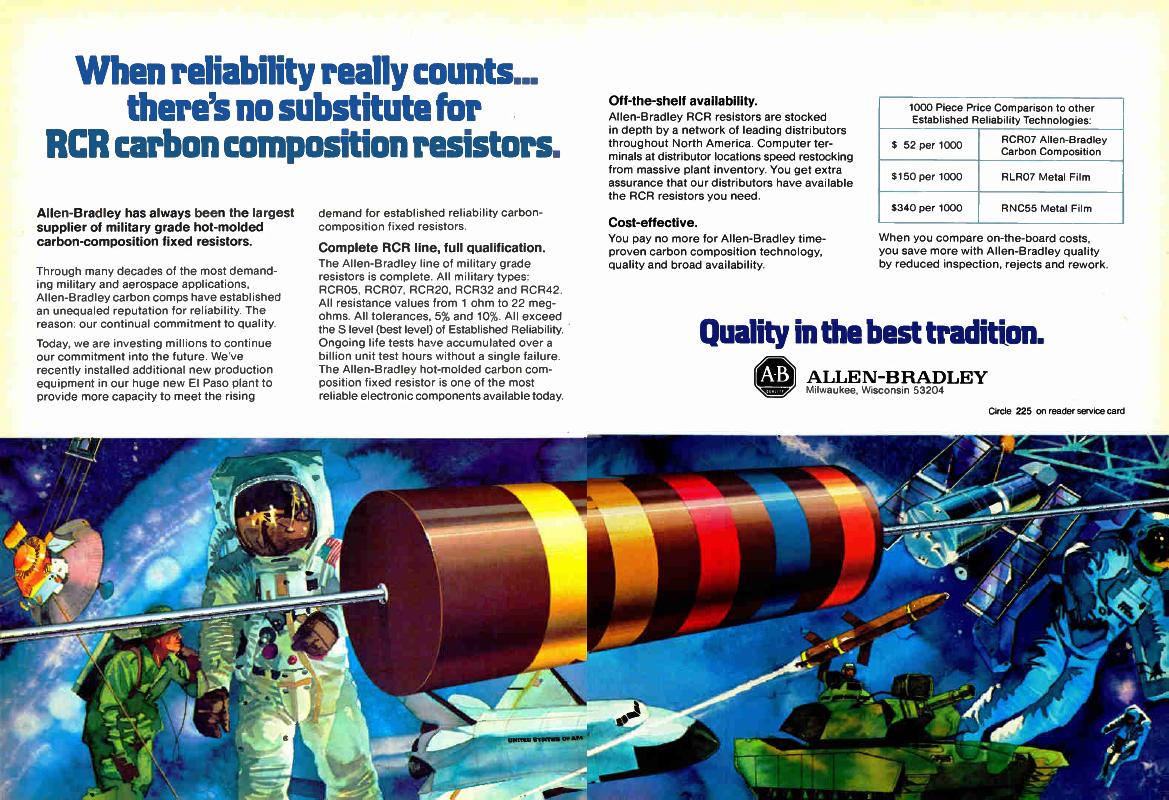 When reliability really counts...
there's no substitute for
RCR carbon composition resistors.
Allen-Bradley has always been the largest
supplier of military grade hot-molded
carbon-composition fixed resistors.
Through many decades of the most demand-
ing military and aerospace applications,
Allen-Bradley carbon comps have established
an unequaled reputation for reliability. The
reason: our continual commitment to quality.
Today, we are investing millions to continue
our commitment into the future. We've
recently installed additional new production
equipment in our huge new El Paso plant to
provide more capacity to meet the rising
demand for established reliability carbon-
composition fixed resistors.
Complete RCR line, full qualification.
The Allen-Bradley line of military grade
resistors is complete. All military types:
RCR05, RCR07, RCR20, RCR32 and RCR42.
All resistance values from 1 ohm to 22 meg-
ohms. All tolerances, 5% and 10%. All exceed
the S level (best level) of Established Reliability.
Ongoing life tests have accumulated over a
billion unit test hours without a single failure.
The Allen-Bradley hot-molded carbon com-
position fixed resistor is one of the most
reliable electronic components available today.
Off-the-shelf availability.
Allen-Bradley RCR resistors are stocked
in depth by a network of leading distributors
throughout North America. Computer ter-
minals at distributor locations speed restocking
from massive plant inventory. You get extra
assurance that our distributors have available
the RCR resistors you need.
Cost-effective.
You pay no more for Allen-Bradley time-
proven carbon composition technology,
quality and broad availability.
1000 Piece Price Comparison to other
Established Reliability Technologies:
$ 52 per 1000 RCR07 Allen-Bradley
Carbon Composition
$150 per 1000 RLR07 Metal Film
$340 per 1000 RNC55 Metal Film
When you compare on-the-board costs,
you save more with Allen-Bradley quality
by reduced inspection, rejects and rework.
Quality in the best tradition.
A-B
QUALITY
ALLEN-BRADLEY
Milwaukee, Wisconsin 53204
Circle 225 on reader service card
UNITED STATES OF AM